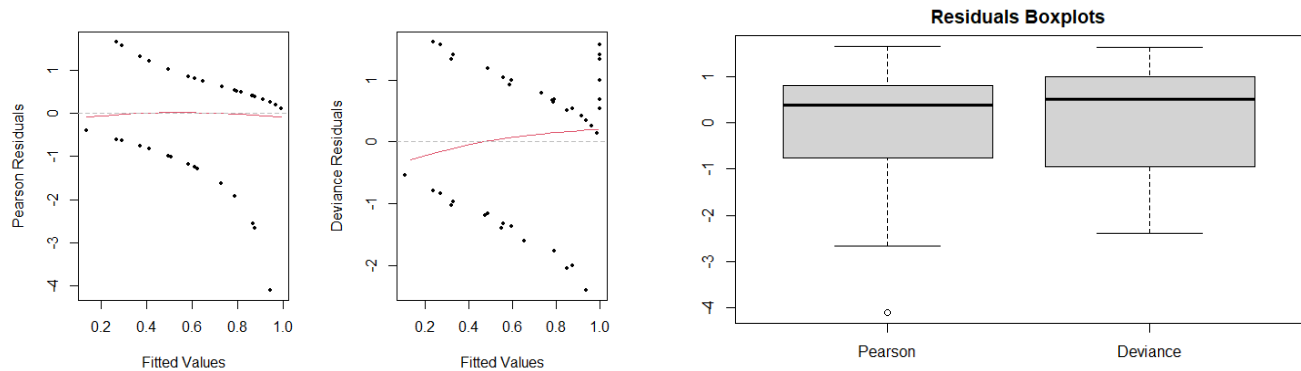 Pearson Residuals
1
0
-1
-2
-3
-4
0.2 0.4 0.6 0.8 1.0
Fitted Values
Deviance Residuals
1
0
-1
-2
0.2 0.4 0.6 0.8 1.0
Fitted Values
Residuals Boxplots
1
0
-1
-2
-3
-4
Pearson Deviance